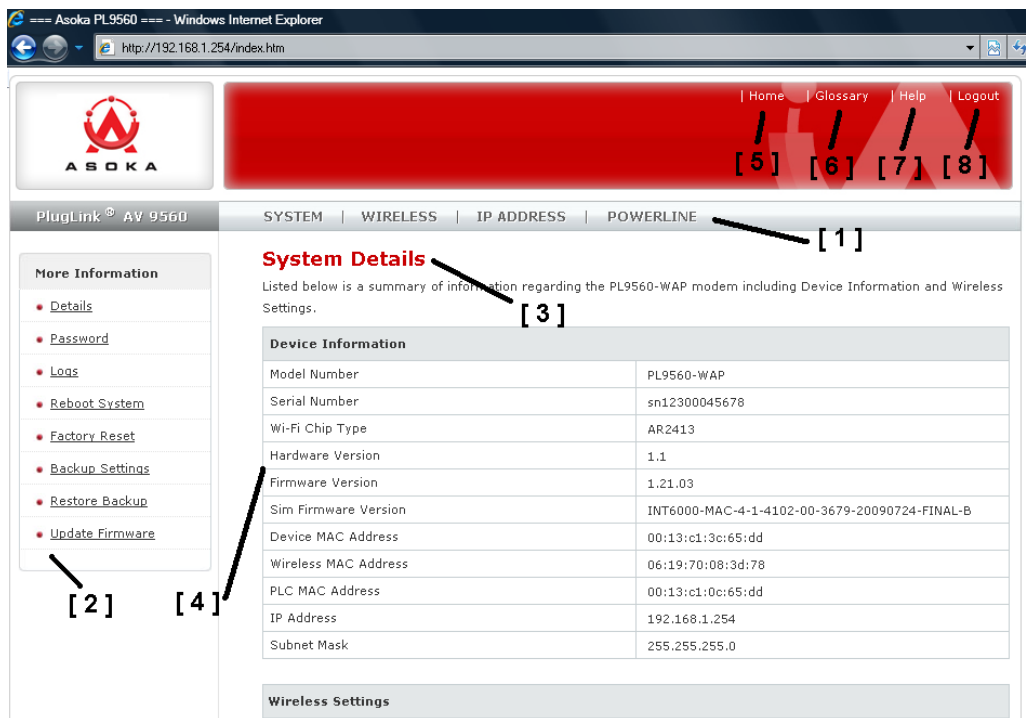 === Asoka PL9560 === - Windows Internet Explorer
http://192.168.1.254/index.htm
| Home | Glossary | Help | Logout
[ 5 ] [ 6 ] [ 7 ] [ 8 ]
ASOKA
PlugLink ® AV 9560
SYSTEM | WIRELESS | IP ADDRESS | POWERLINE
[ 1 ]
More Information
Details
Password
Logs
Reboot System
Factory Reset
Backup Settings
Restore Backup
Update Firmware
[ 2 ]
[ 4 ]
System Details
Listed below is a summary of information regarding the PL9560-WAP modem including Device Information and Wireless
Settings.
[ 3 ]
Device Information
Model Number PL9560-WAP
Serial Number sn12300045678
Wi-Fi Chip Type AR2413
Hardware Version 1.1
Firmware Version 1.21.03
Sim Firmware Version INT6000-MAC-4-1-4102-00-3679-20090724-FINAL-B
Device MAC Address 00:13:c1:3c:65:dd
Wireless MAC Address 06:19:70:08:3d:78
PLC MAC Address 00:13:c1:0c:65:dd
IP Address 192.168.1.254
Subnet Mask 255.255.255.0
Wireless Settings